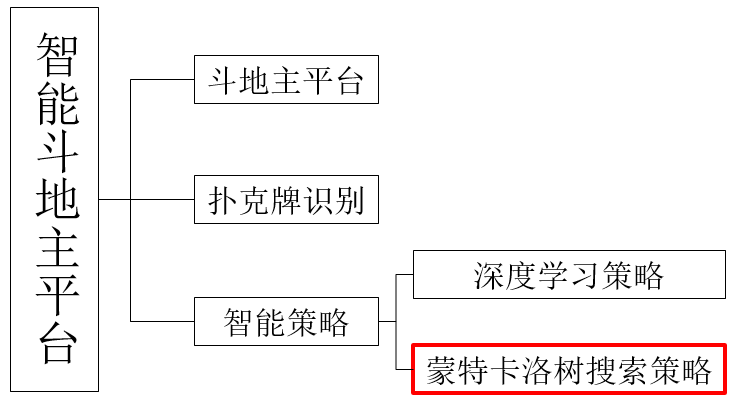 智能斗地主平台
斗地主平台
扑克牌识别
智能策略
深度学习策略
蒙特卡洛树搜索策略